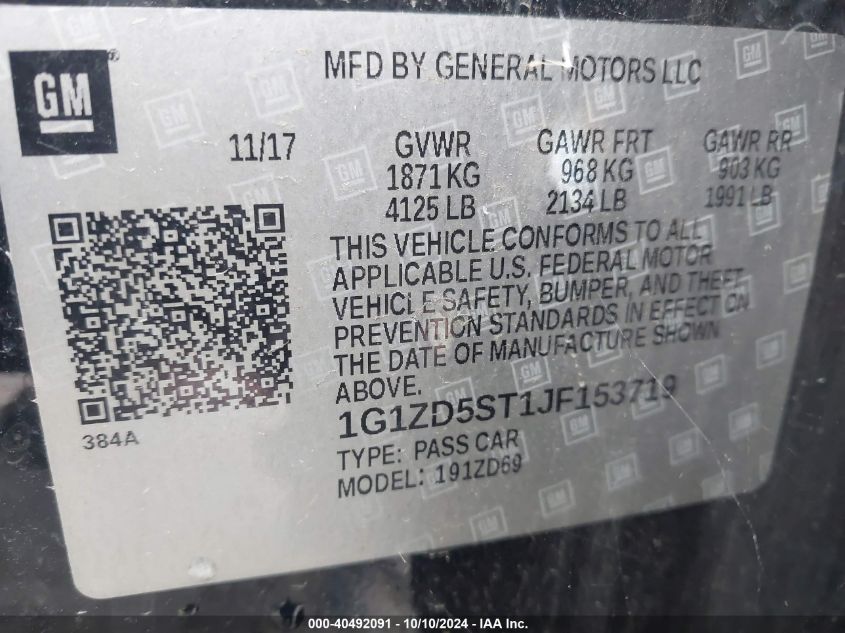 GM
MFD BY GENERAL MOTORS LLC
11/17 GVWR GAWR FRT GAWR RR
1871 KG 968 KG 903 KG
4125 LB 2134 LB 1991 LB
THIS VEHICLE CONFORMS TO ALL
APPLICABLE U.S. FEDERAL MOTOR
VEHICLE SAFETY, BUMPER, AND THEFT
PREVENTION STANDARDS IN EFFECT ON
THE DATE OF MANUFACTURE SHOWN
ABOVE.
384A
1G1ZD5ST1JF153719
TYPE: PASS CAR
MODEL: 191ZD69
000-40492091 - 10/10/2024 - IAA Inc.